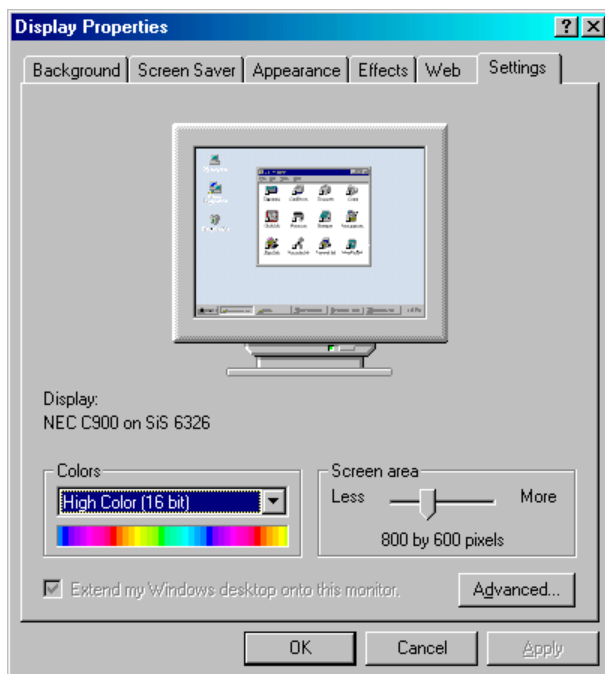 Display Properties
Background Screen Saver Appearance Effects Web Settings
Display:
NEC C900 on SiS 6326
Colors
High Color (16 bit)
Screen area
Less More
800 by 600 pixels
Extend my Windows desktop onto this monitor.
Advanced...
OK Cancel Apply